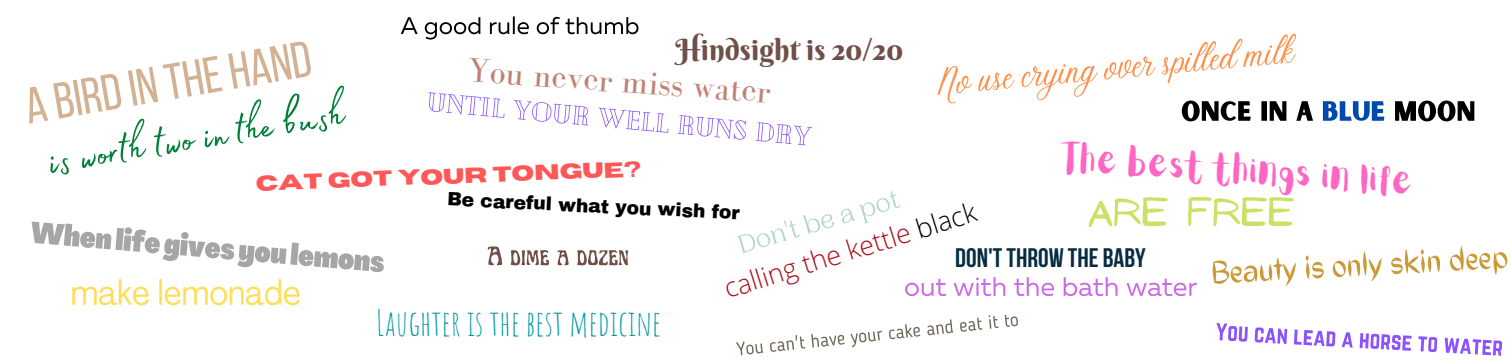 A good rule of thumb
Hindsight is 20/20
A BIRD IN THE HAND
is worth two in the bush
You never miss water
UNTIL YOUR WELL RUNS DRY
No use crying over spilled milk
ONCE IN A BLUE MOON
CAT GOT YOUR TONGUE?
Be careful what you wish for
The best things in life
ARE FREE
When life gives you lemons
make lemonade
A DIME A DOZEN
Don't be a pot
calling the kettle black
DON'T THROW THE BABY
out with the bath water
Beauty is only skin deep
LAUGHTER IS THE BEST MEDICINE
You can't have your cake and eat it to
YOU CAN LEAD A HORSE TO WATER